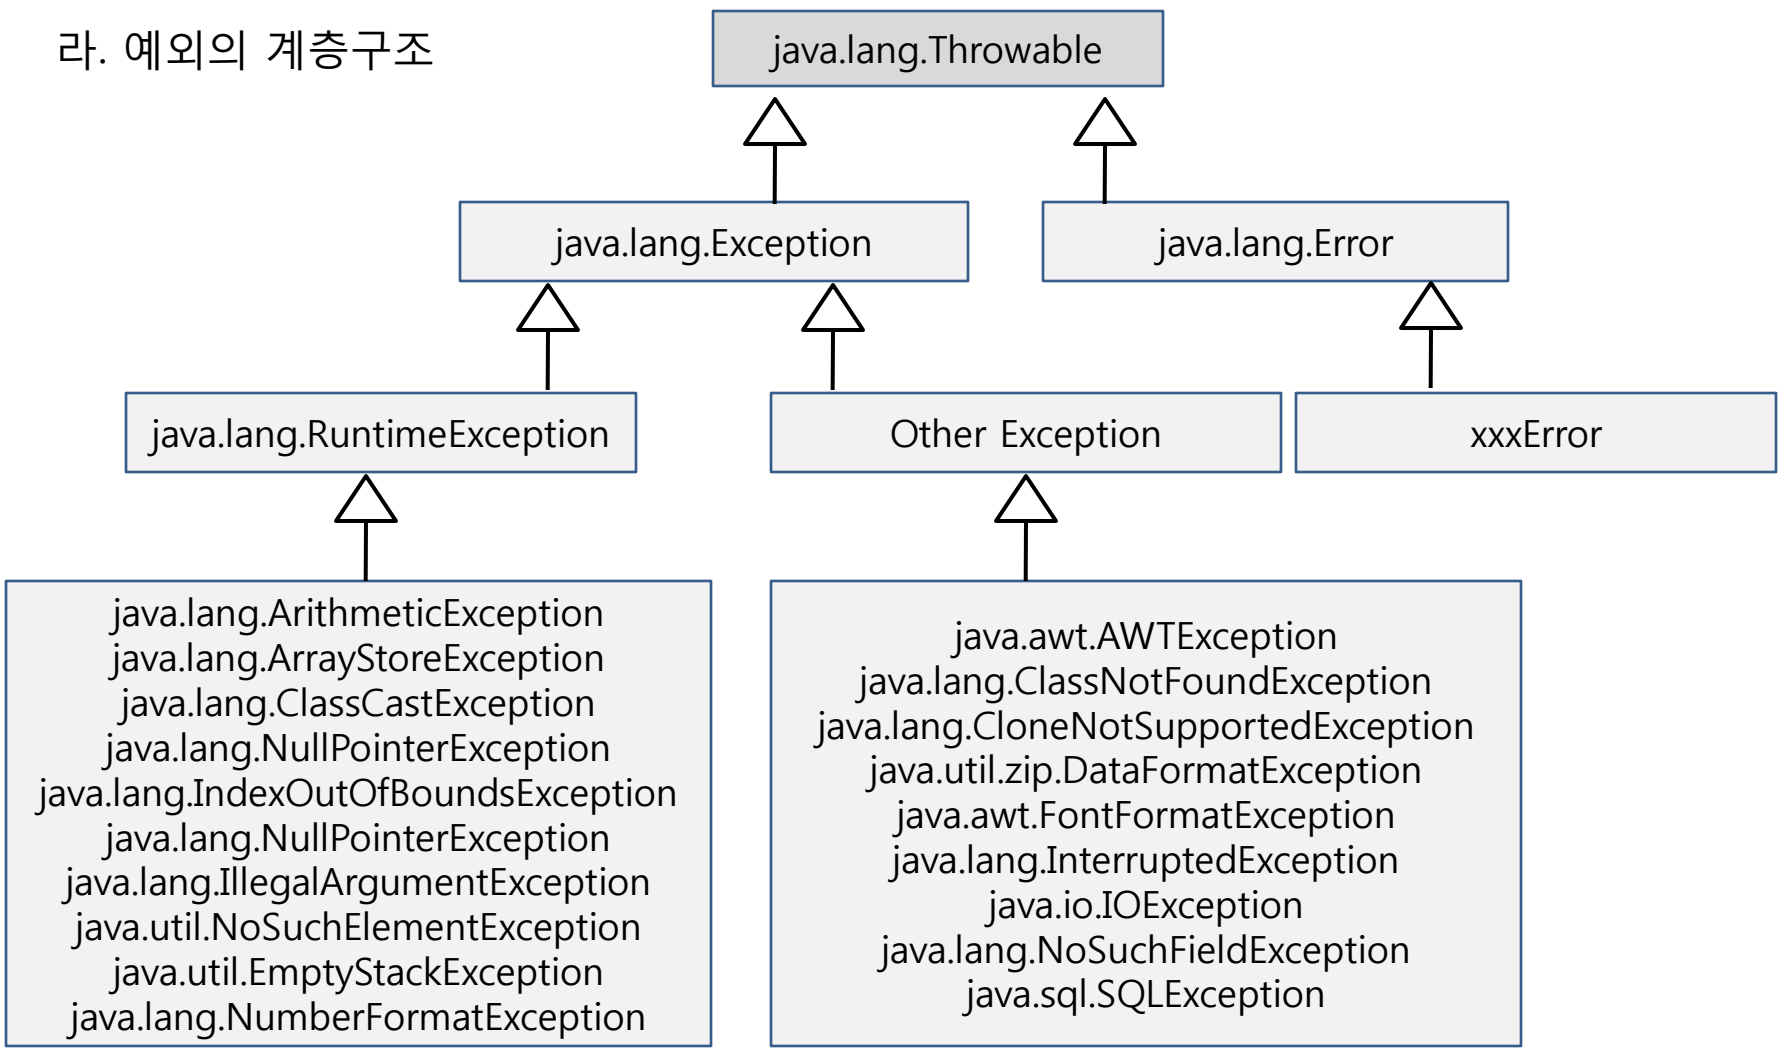 라. 예외의 계층구조
java.lang.Throwable
java.lang.Exception
java.lang.Error
java.lang.RuntimeException
Other Exception
xxxError
java.lang.ArithmeticException
java.lang.ArrayStoreException
java.lang.ClassCastException
java.lang.NullPointerException
java.lang.IndexOutOfBoundsException
java.lang.NullPointerException
java.lang.IllegalArgumentException
java.util.NoSuchElementException
java.util.EmptyStackException
java.lang.NumberFormatException
java.awt.AWTException
java.lang.ClassNotFoundException
java.lang.CloneNotSupportedException
java.util.zip.DataFormatException
java.awt.FontFormatException
java.lang.InterruptedException
java.io.IOException
java.lang.NoSuchFieldException
java.sql.SQLException